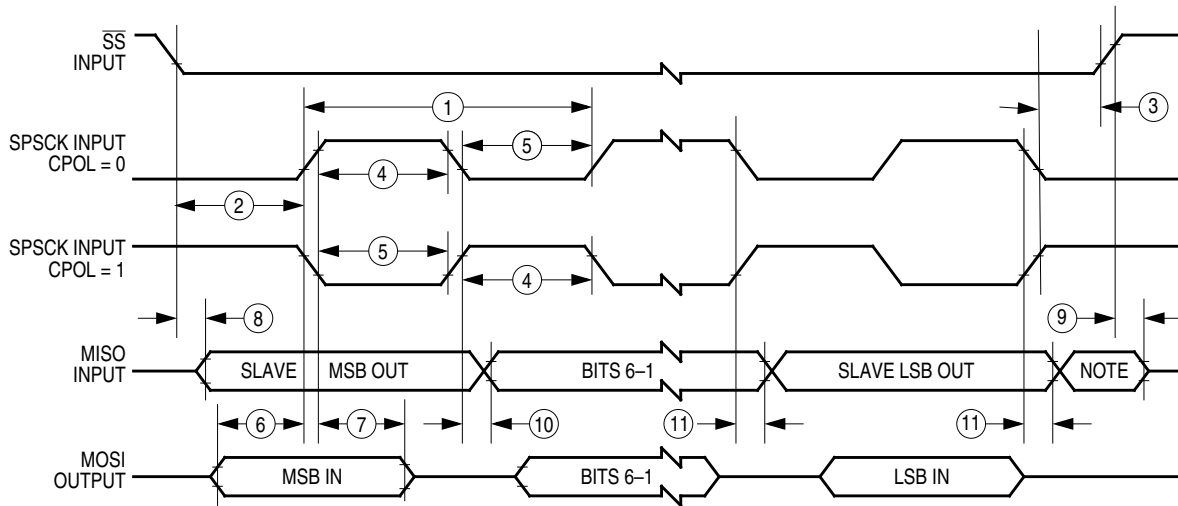 SS
INPUT
1
3
SPSCK INPUT
CPOL = 0
5
4
2
SPSCK INPUT
CPOL = 1
5
4
8
9
MISO
INPUT
SLAVE MSB OUT
BITS 6–1
SLAVE LSB OUT
NOTE
6
7
10
11
11
MOSI
OUTPUT
MSB IN
BITS 6–1
LSB IN